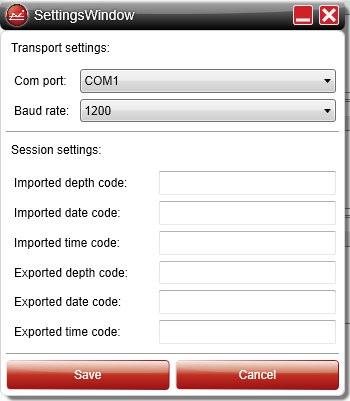 SettingsWindow
Transport settings:
Com port: COM1
Baud rate: 1200
Session settings:
Imported depth code:
Imported date code:
Imported time code:
Exported depth code:
Exported date code:
Exported time code:
Save Cancel